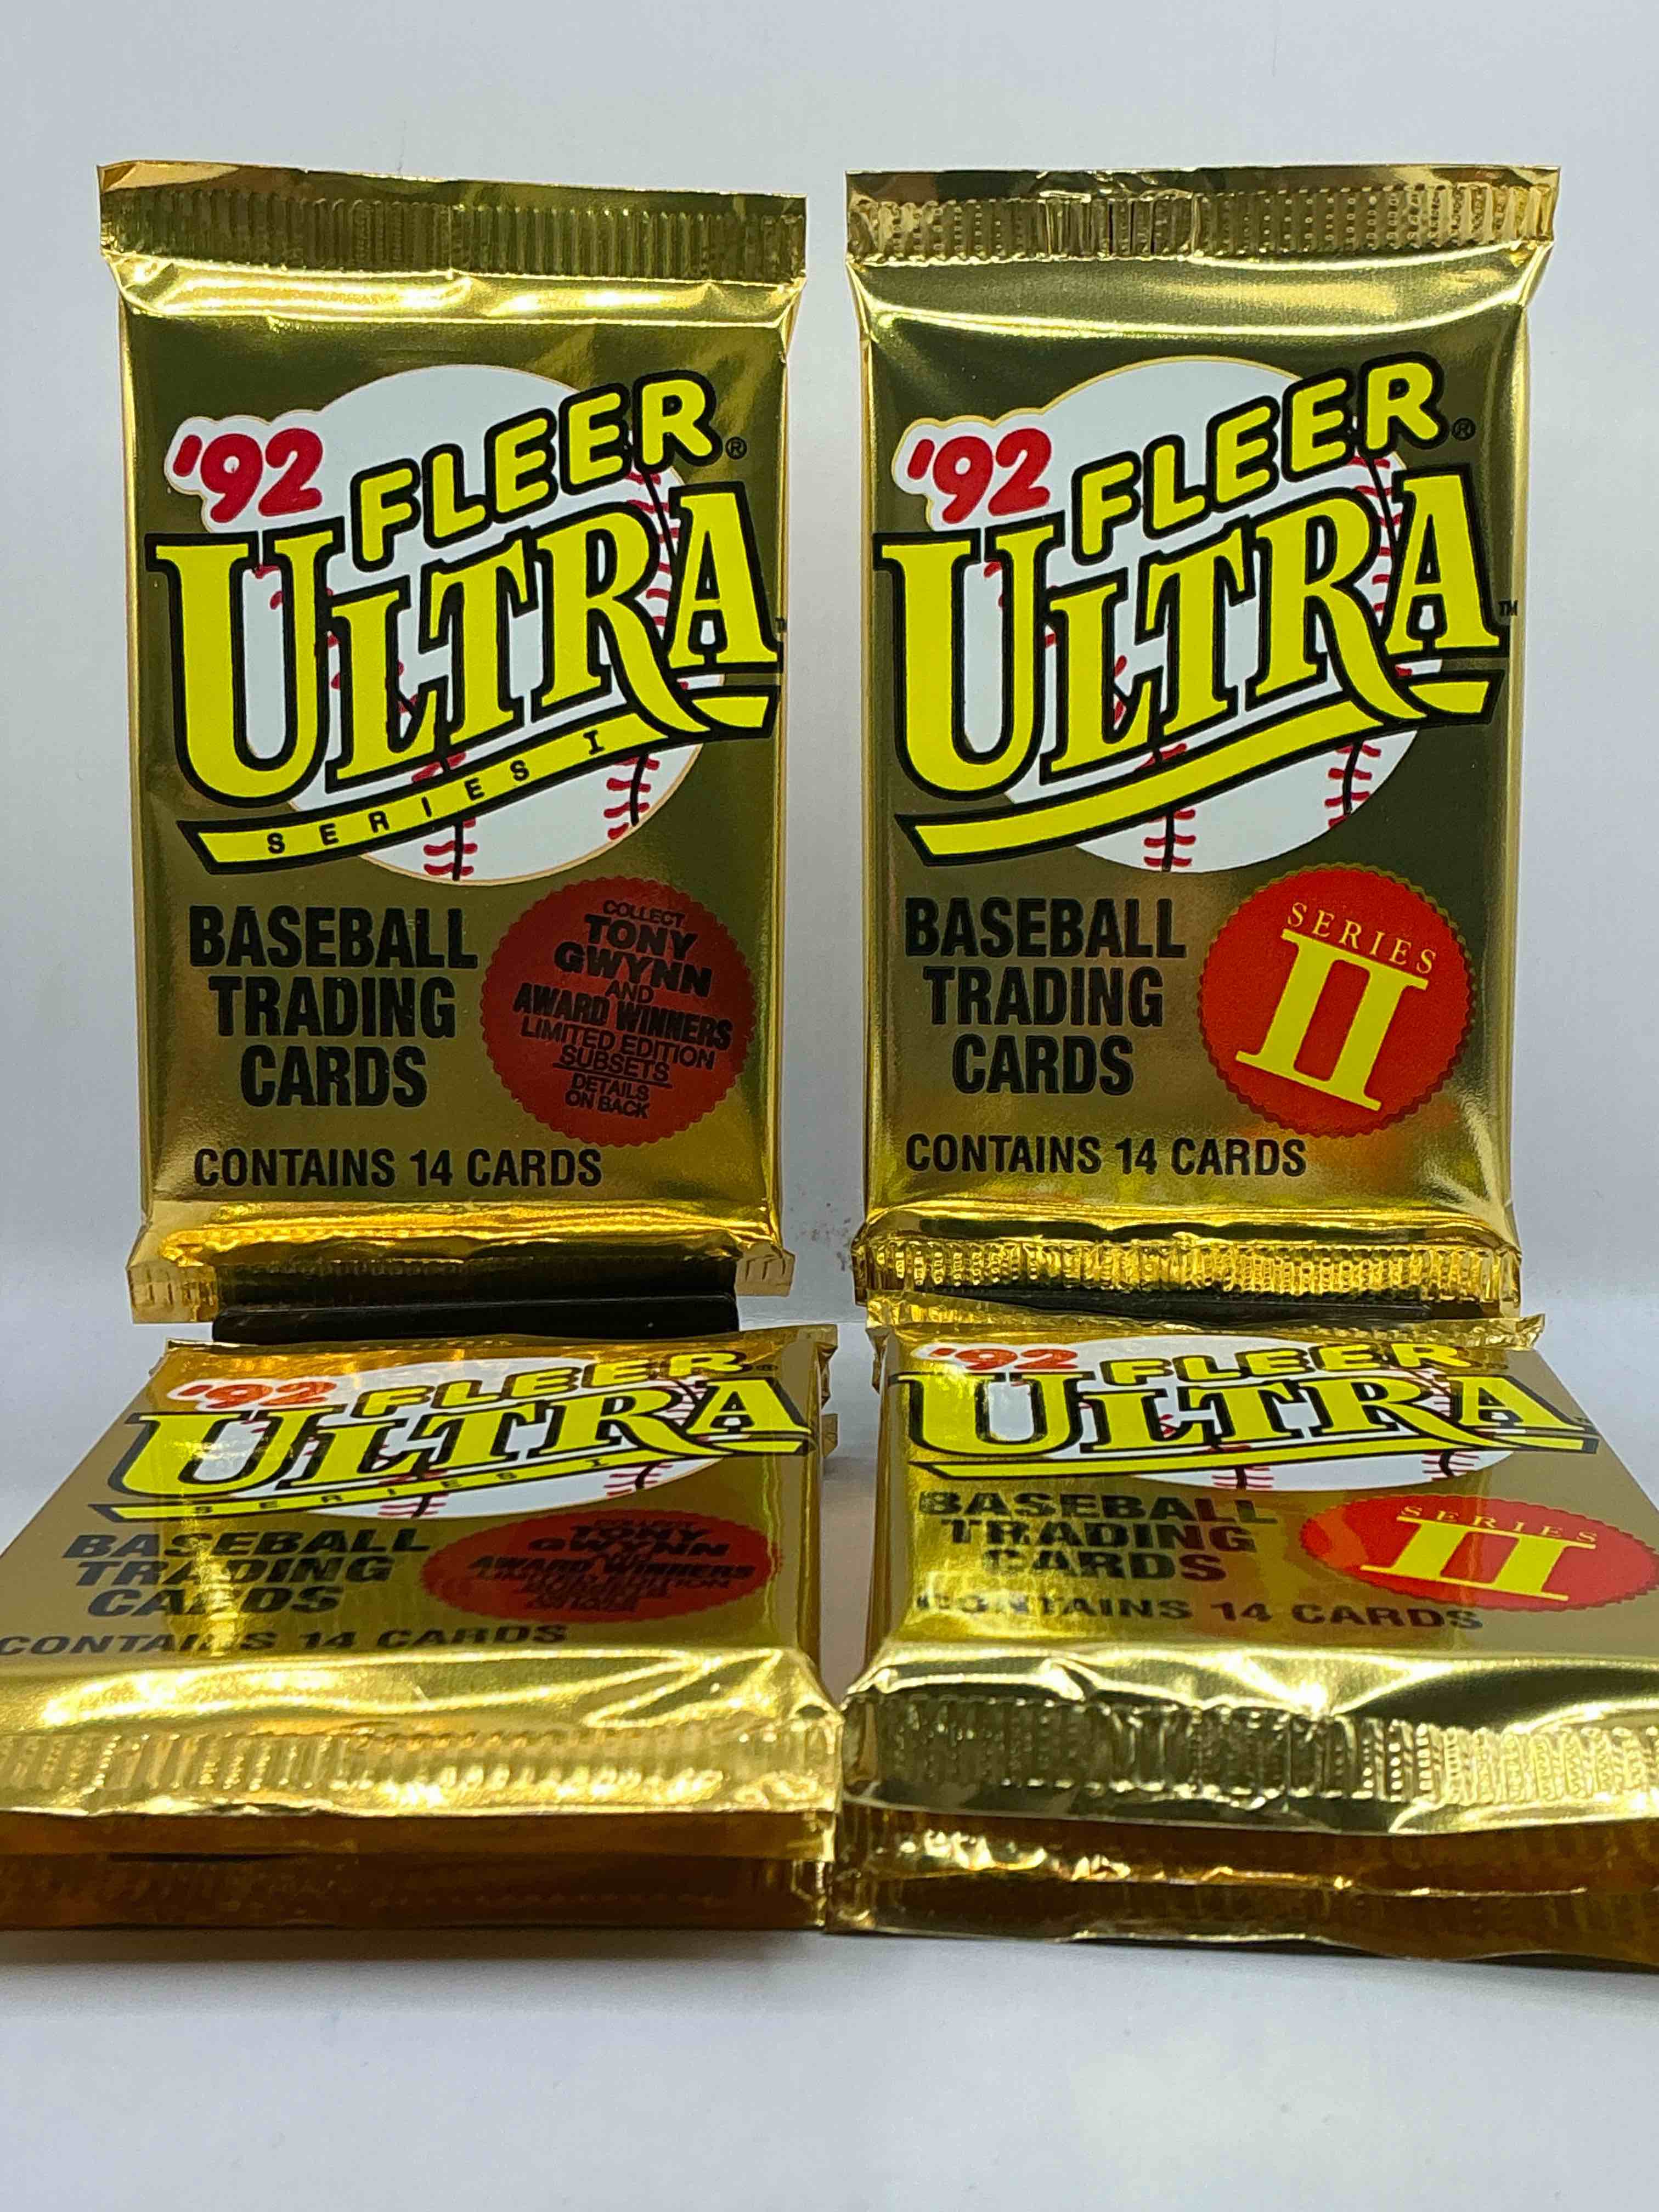 '92 FLEER®
ULTRA
SERIES I
BASEBALL
TRADING
CARDS
COLLECT
TONY
GWYNN
AND
AWARD WINNERS
LIMITED EDITION
SUBSETS
DETAILS
ON BACK
CONTAINS 14 CARDS
'92 FLEER®
ULTRA™
BASEBALL
TRADING
CARDS
SERIES
II
CONTAINS 14 CARDS
'92 FLEER®
ULTRA
SERIES I
BASEBALL
TRADING
CARDS
TONY
GWYNN
AWARD WINNERS
CONTAINS 14 CARDS
'92 FLEER
ULTRA
BASEBALL
TRADING
CARDS
SERIES
II
CONTAINS 14 CARDS